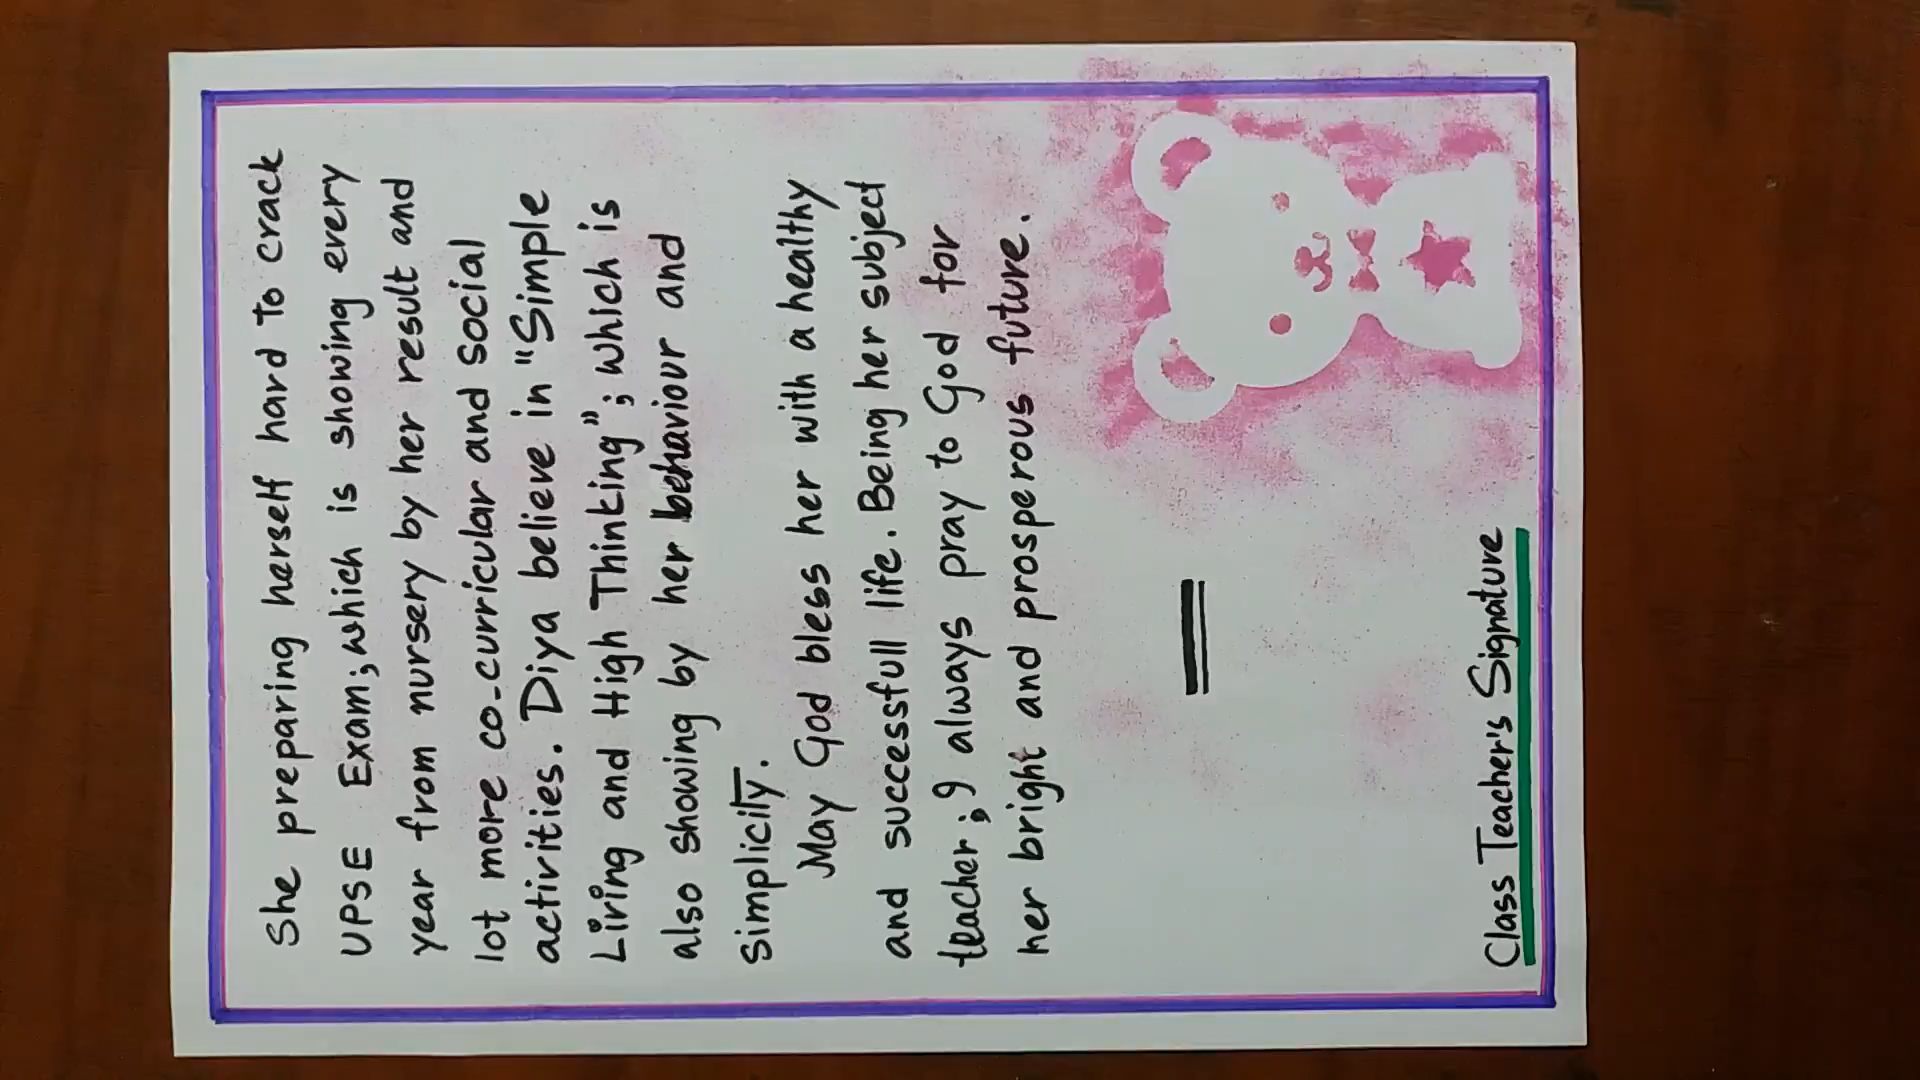 She preparing herself hard to crack
UPSE Exam; which is showing every
year from nursery by her result and
lot more co-curricular and social
activities. Diya believe in "Simple
Living and High Thinking"; which is
also showing by her behaviour and
simplicity.
May God bless her with a healthy
and successfull life. Being her subject
teacher; I always pray to God for
her bright and prosperous future.
Class Teacher's Signature